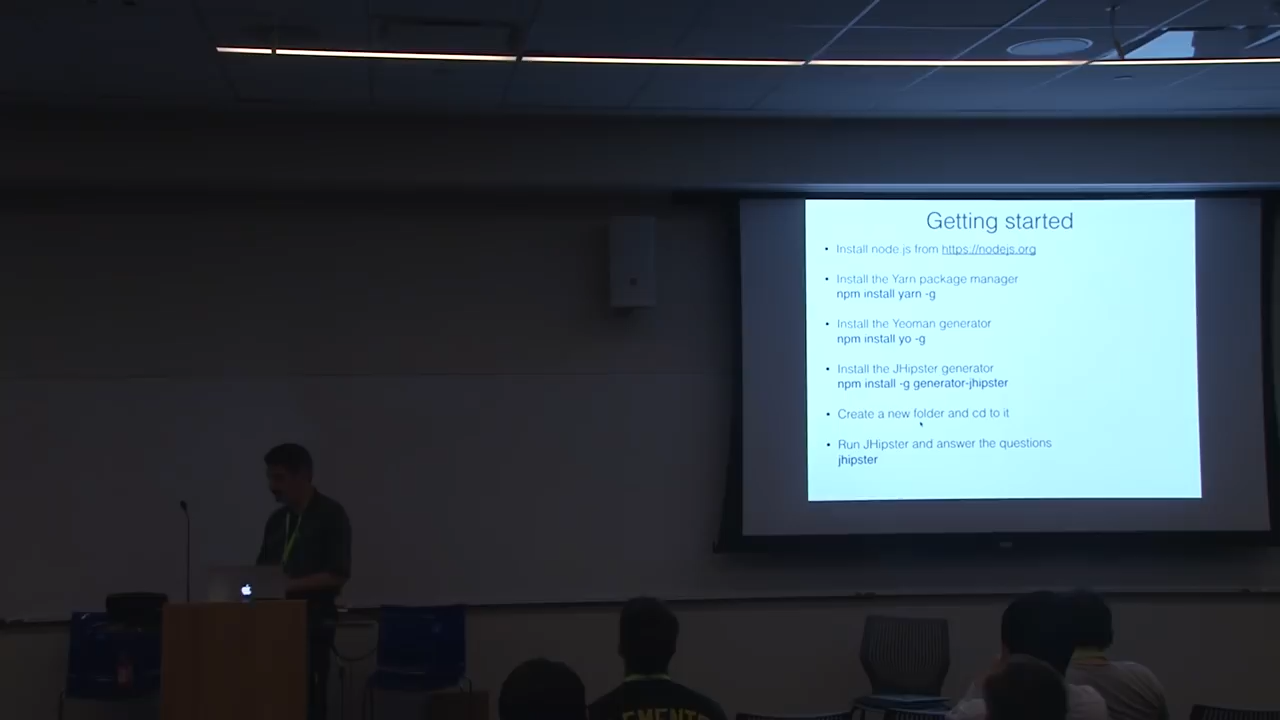 Getting started
Install node js from https://nodejs.org
Install the Yarn package manager
npm install yarn -g
Install the Yeoman generator
npm install yo -g
Install the JHipster generator
npm install -g generator-jhipster
Create a new folder and cd to it
Run JHipster and answer the questions
jhipster